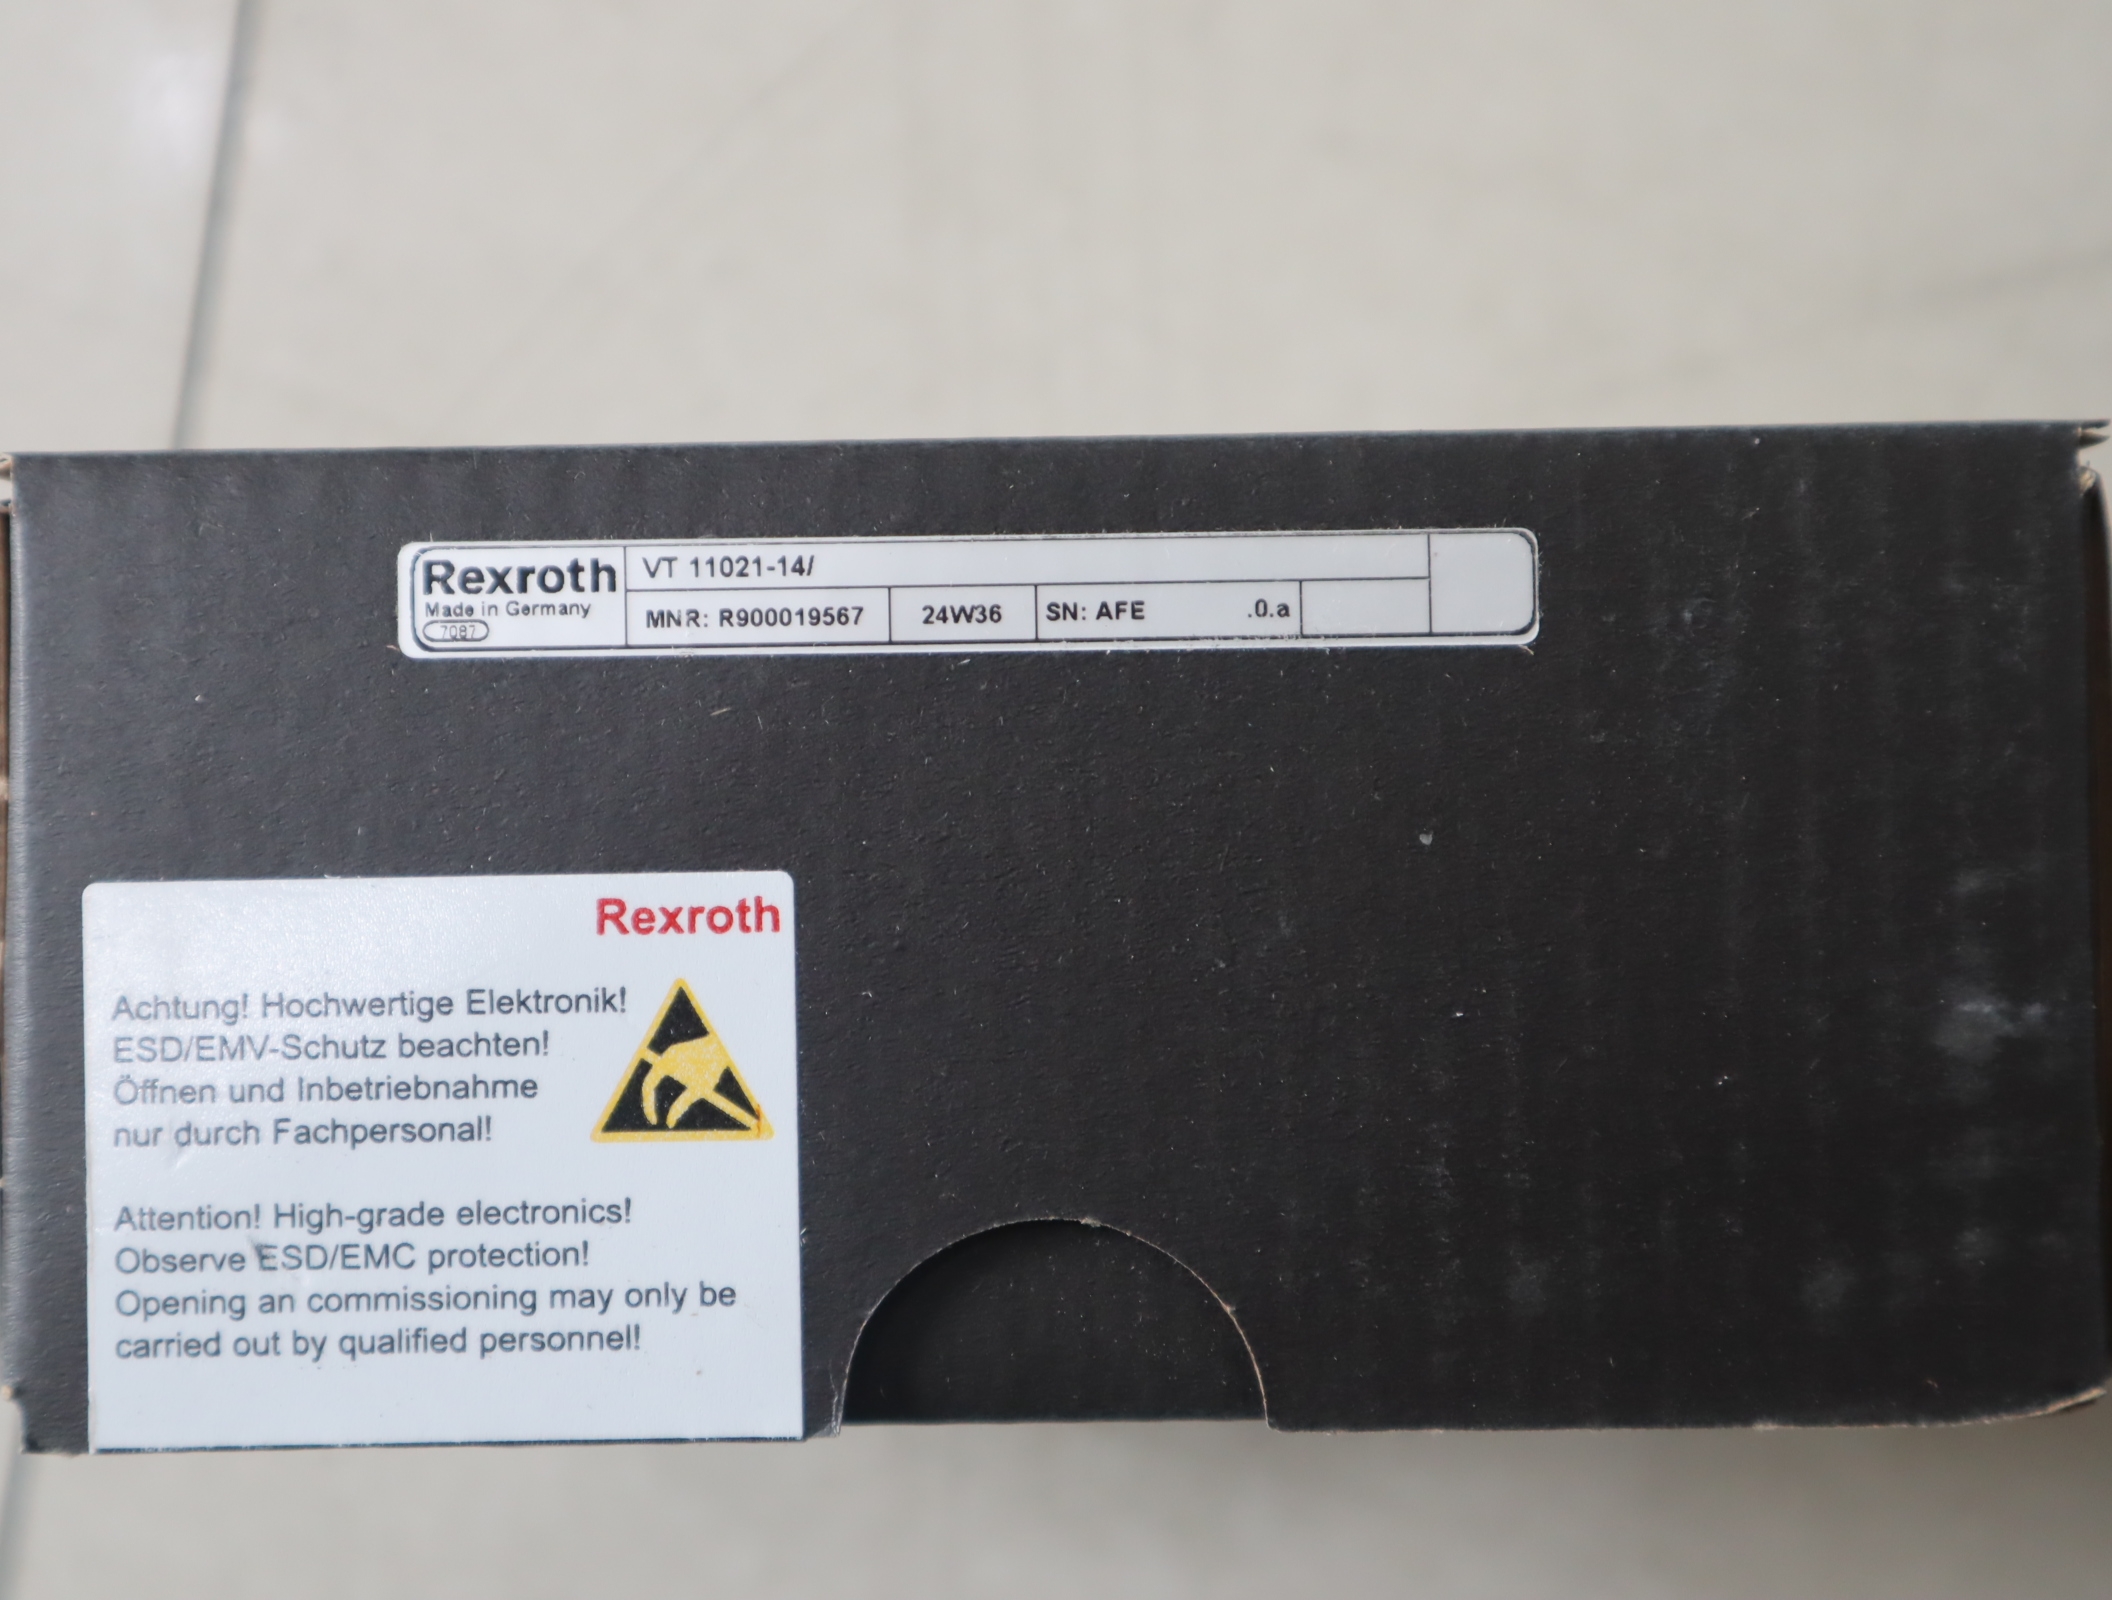 Rexroth
Made in Germany
7087
VT 11021-14/
MNR: R900019567
24W36
SN: AFE .0.a
Rexroth
Achtung! Hochwertige Elektronik!
ESD/EMV-Schutz beachten!
Öffnen und Inbetriebnahme
nur durch Fachpersonal!
Attention! High-grade electronics!
Observe ESD/EMC protection!
Opening an commissioning may only be
carried out by qualified personnel!